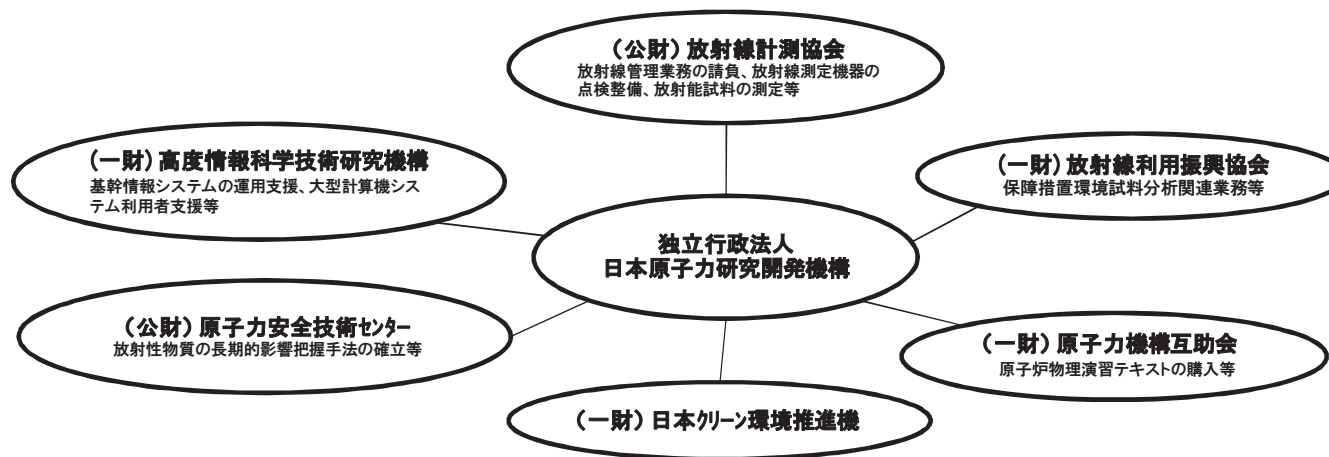 （公財）放射線計測協会
放射線管理業務の請負、放射線測定機器の
点検整備、放射能試料の測定等
（一財）高度情報科学技術研究機構
基幹情報システムの運用支援、大型計算機シス
テム利用者支援等
（一財）放射線利用振興協会
保障措置環境試料分析関連業務等
独立行政法人
日本原子力研究開発機構
（公財）原子力安全技術センター
放射性物質の長期的影響把握手法の確立等
（一財）原子力機構互助会
原子炉物理演習テキストの購入等
（一財）日本クリーン環境推進機